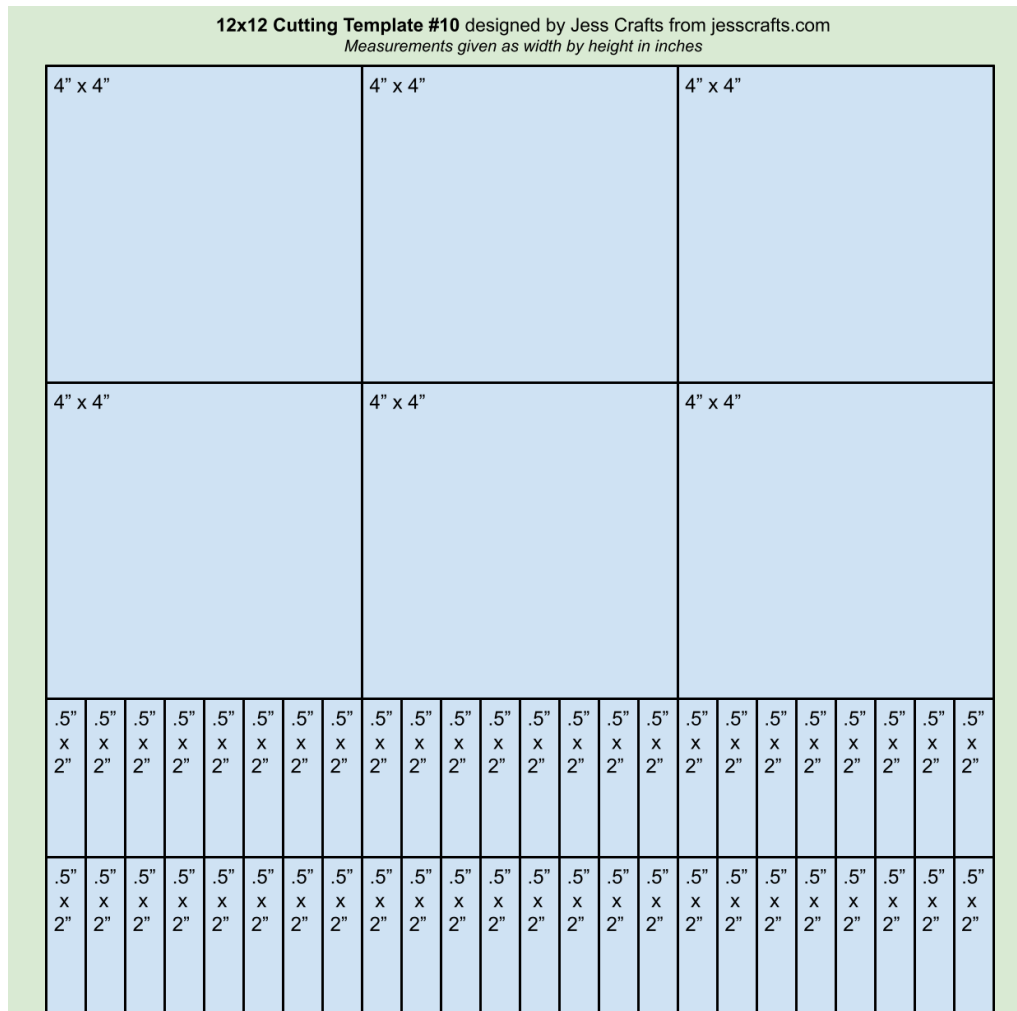 12x12 Cutting Template #10 designed by Jess Crafts from jesscrafts.com
Measurements given as width by height in inches
4” x 4” 4” x 4” 4” x 4”
4” x 4” 4” x 4” 4” x 4”
.5” .5” .5” .5” .5” .5” .5” .5” .5” .5” .5” .5” .5” .5” .5” .5” .5” .5” .5” .5” .5” .5” .5” .5”
x x x x x x x x x x x x x x x x x x x x x x x x
2” 2” 2” 2” 2” 2” 2” 2” 2” 2” 2” 2” 2” 2” 2” 2” 2” 2” 2” 2” 2” 2” 2” 2”
.5” .5” .5” .5” .5” .5” .5” .5” .5” .5” .5” .5” .5” .5” .5” .5” .5” .5” .5” .5” .5” .5” .5” .5”
x x x x x x x x x x x x x x x x x x x x x x x x
2” 2” 2” 2” 2” 2” 2” 2” 2” 2” 2” 2” 2” 2” 2” 2” 2” 2” 2” 2” 2” 2” 2” 2”